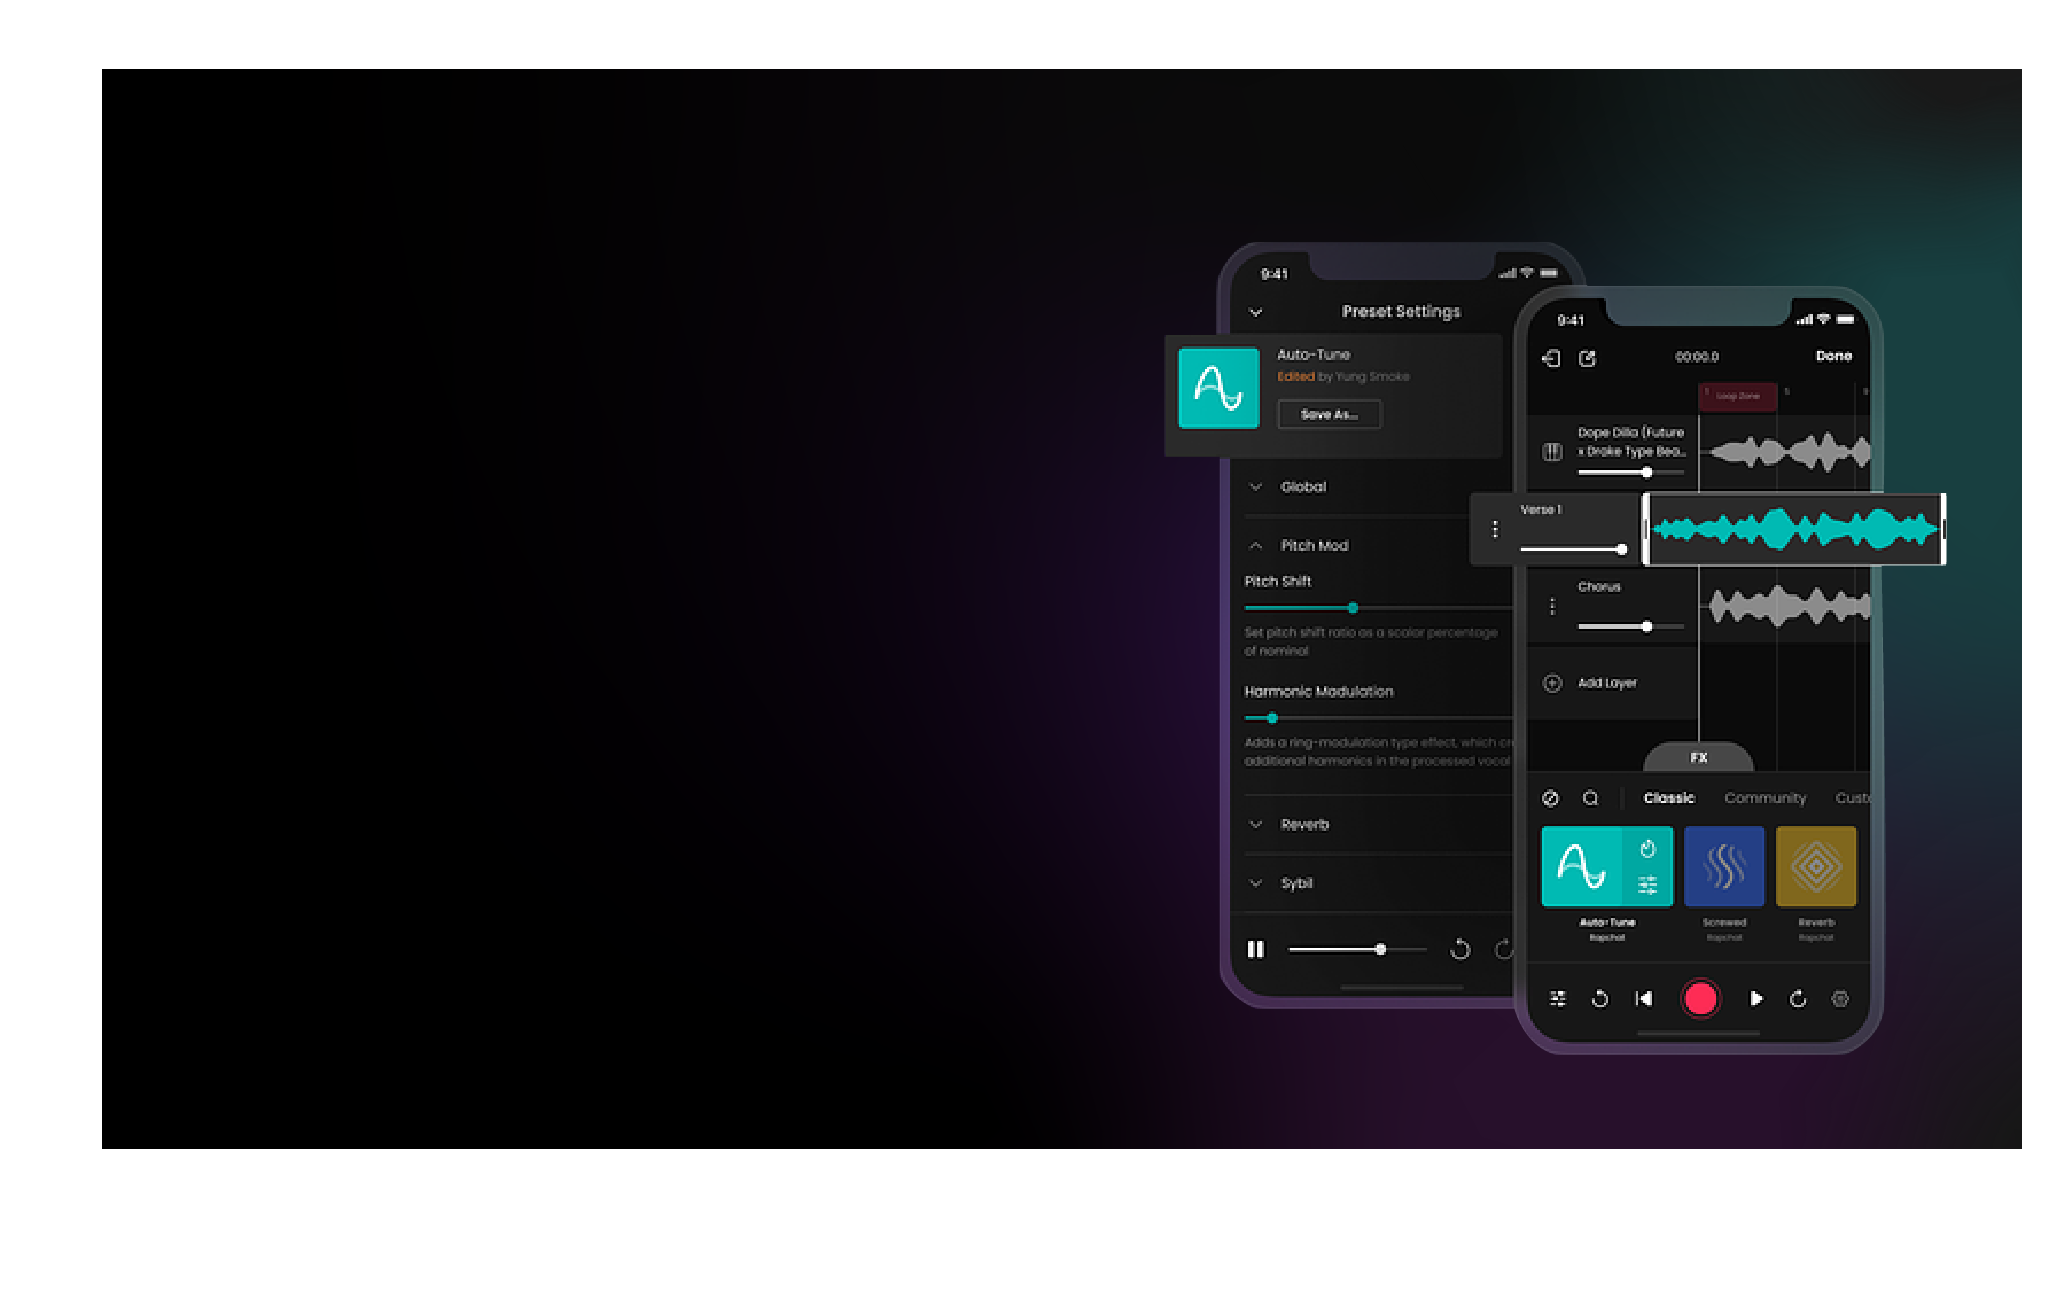 9:41
Preset Settings
Auto-Tune
Edited by Yung Smoke
Save As...
Global
Pitch Mod
Pitch Shift
Set pitch shift ratio as a scalar percentage
of nominal
Harmonic Modulation
Adds a ring-modulation type effect, which
additional harmonics in the processed vocal
Reverb
Sybil
9:41
00:00.0
Done
1
Loop Zone
5
Dope Dilla (Future
x Drake Type Bea...
Verse 1
Chorus
Add Layer
FX
Classic
Community
Custo
Auto-Tune
Rapchat
Screwed
Rapchat
Reverb
Rapchat